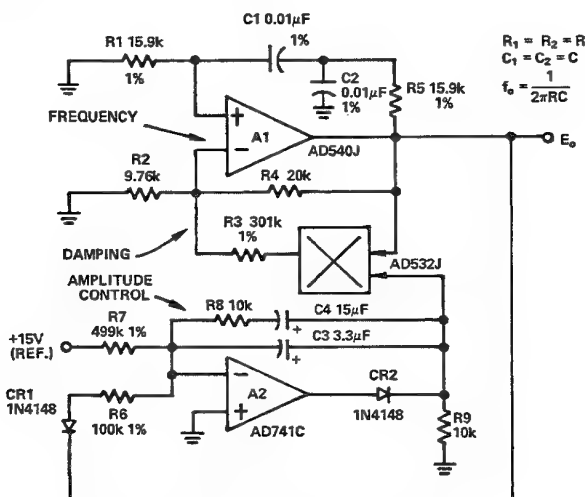 C1 0.01µF
1%
R1 15.9k
1%
C2
0.01µF
1%
R5 15.9k
1%
R₁ = R₂ = R
C₁ = C₂ = C
fₒ = 1
2πRC
FREQUENCY
+
−
A1
AD540J
Eₒ
R2
9.76k
R4 20k
R3 301k
1%
DAMPING
AD532J
AMPLITUDE
CONTROL
R8 10k
C4 15µF
+
C3 3.3µF
+
+15V
(REF.)
R7
499k 1%
CR1
1N4148
R6
100k 1%
−
+
A2
AD741C
CR2
1N4148
R9
10k